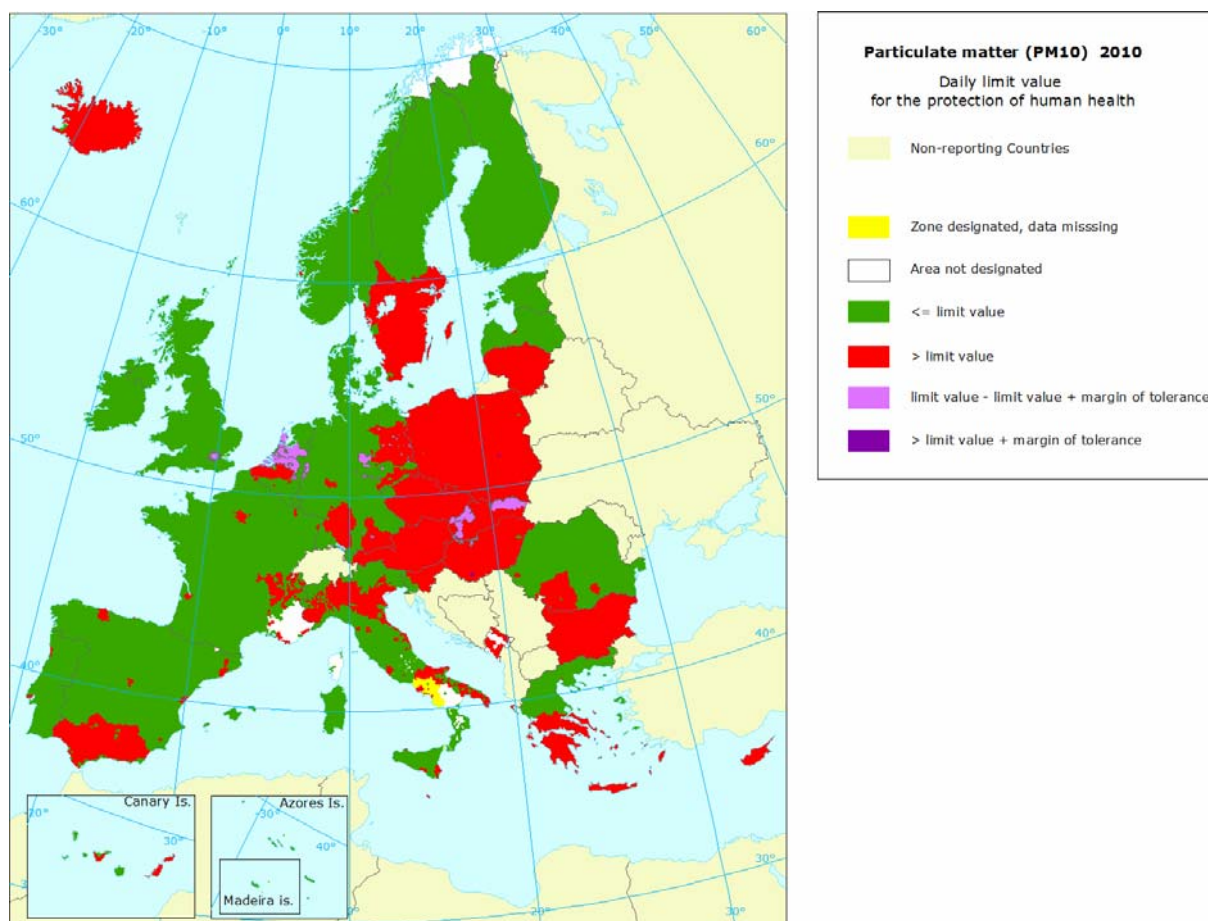 -30°
-20°
-10°
0°
10°
20°
30°
40°
50°
60°
60°
50°
40°
60°
50°
40°
30°
30°
0°
10°
20°
30°
Canary Is.
-20°
30°
Azores Is.
-30°
40°
Madeira is.
Particulate matter (PM10) 2010
Daily limit value
for the protection of human health
Non-reporting Countries
Zone designated, data misssing
Area not designated
<= limit value
> limit value
limit value - limit value + margin of tolerance
> limit value + margin of tolerance